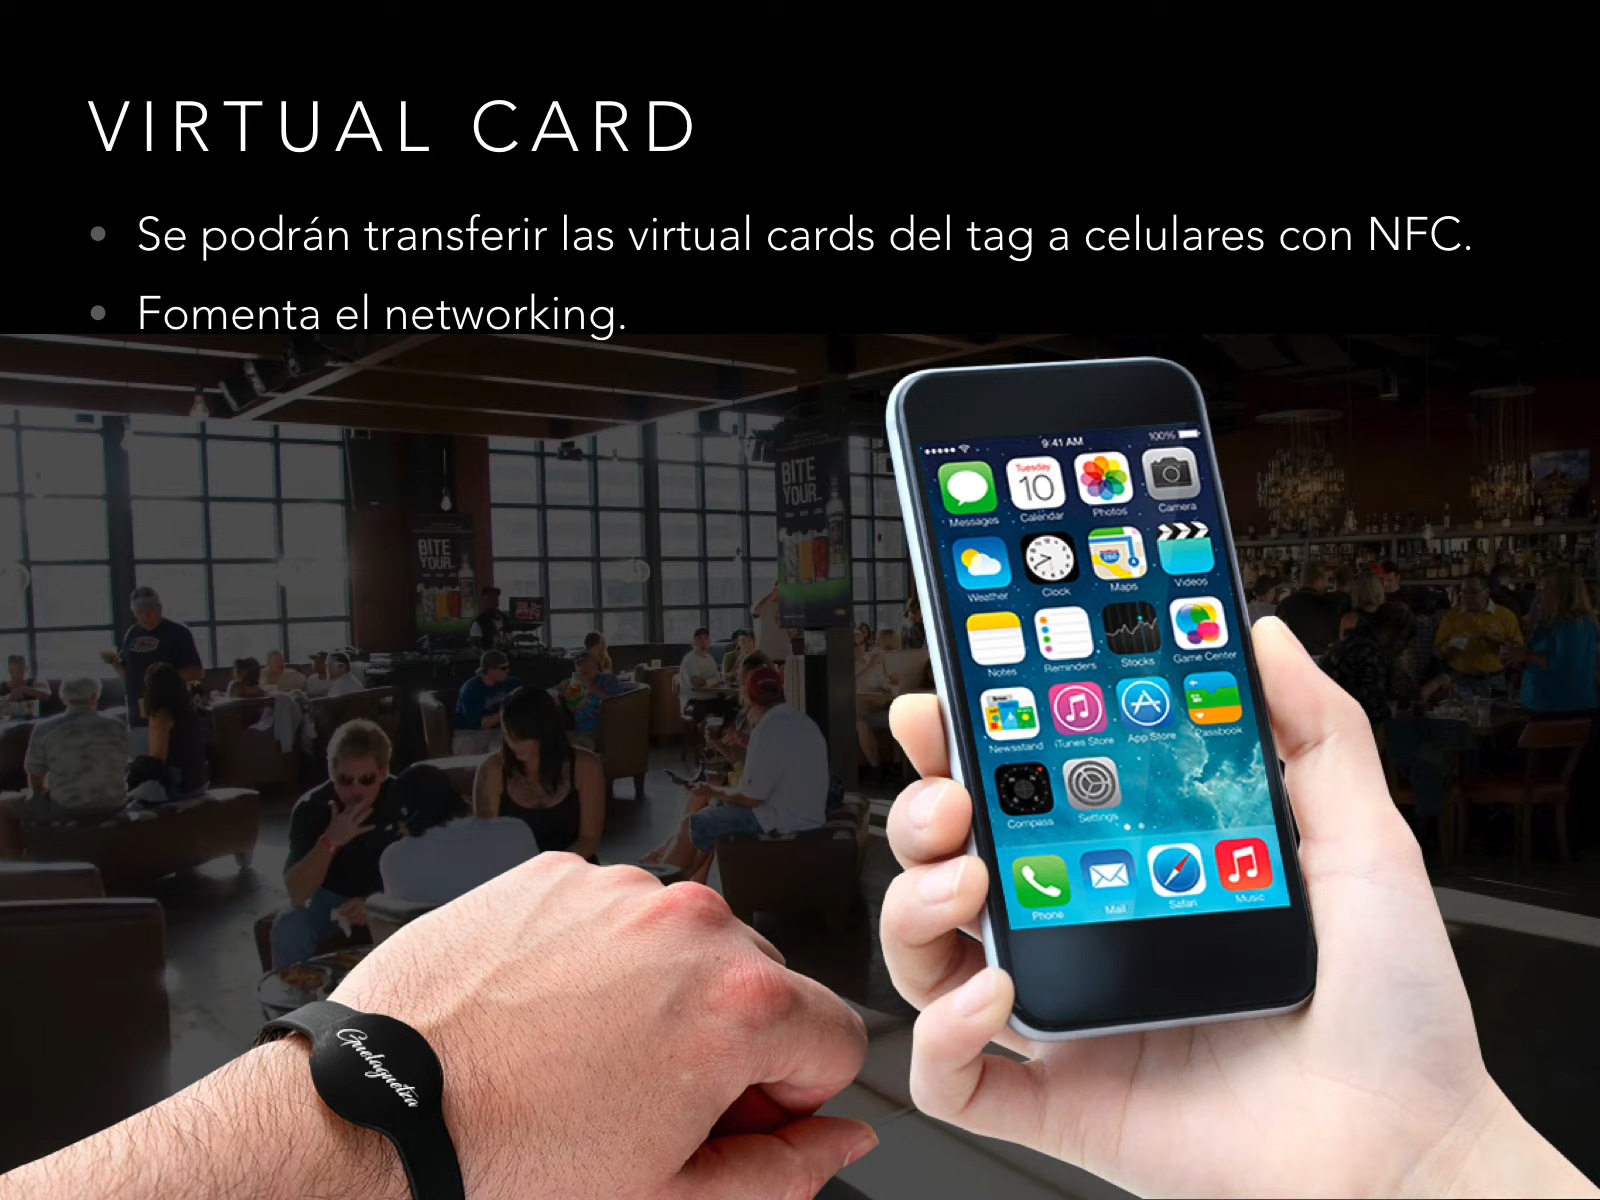 VIRTUAL CARD
Se podrán transferir las virtual cards del tag a celulares con NFC.
Fomenta el networking.
9:41 AM
100%
Tuesday
10
Messages
Calendar
Photos
Camera
280
Weather
Clock
Maps
Videos
Notes
Reminders
Stocks
Game Center
Newsstand
iTunes Store
App Store
Passbook
Compass
Settings
Phone
Mail
Safari
Music
BITE
YOUR...
BITE
YOUR...
Guelaguetza